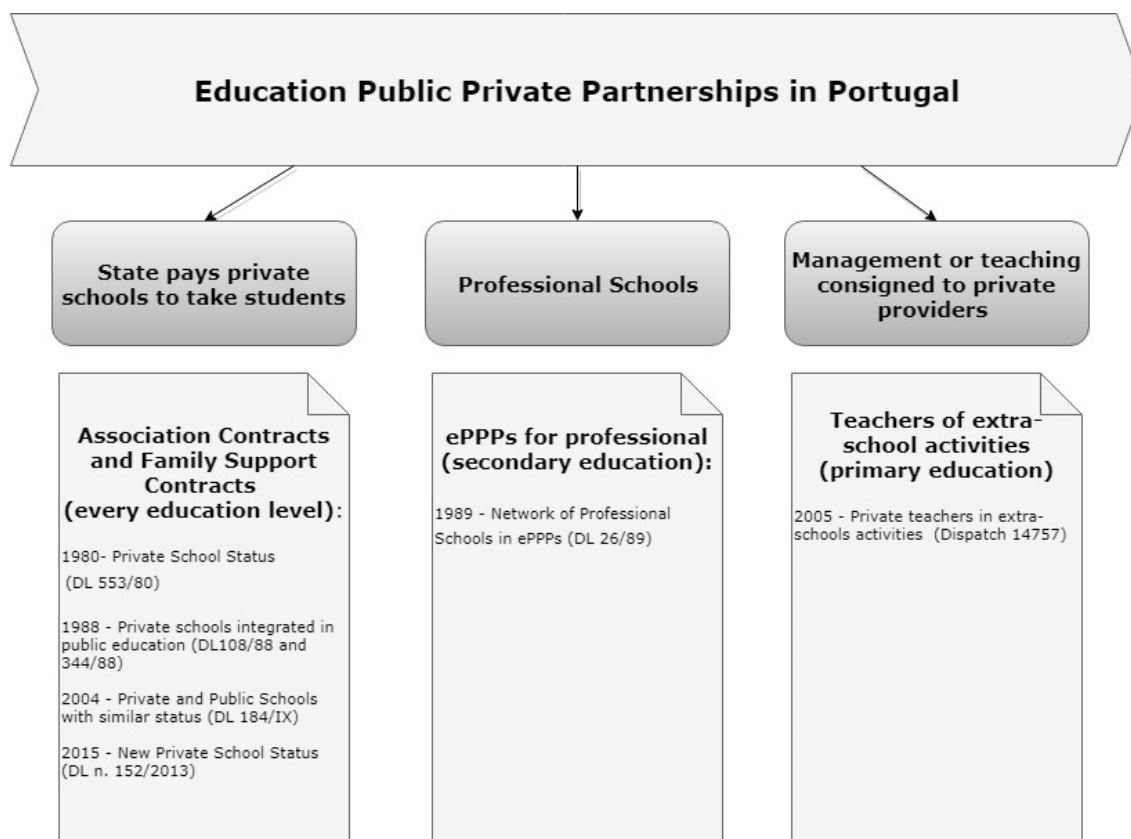 Education Public Private Partnerships in Portugal
State pays private
schools to take students
Professional Schools
Management or teaching
consigned to private
providers
Association Contracts
and Family Support
Contracts
(every education level):
1980- Private School Status
(DL 553/80)
1988 - Private schools integrated in
public education (DL108/88 and
344/88)
2004 - Private and Public Schools
with similar status (DL 184/IX)
2015 - New Private School Status
(DL n. 152/2013)
ePPPs for professional
(secondary education):
1989 - Network of Professional
Schools in ePPPs (DL 26/89)
Teachers of extra-
school activities
(primary education)
2005 - Private teachers in extra-
schools activities (Dispatch 14757)